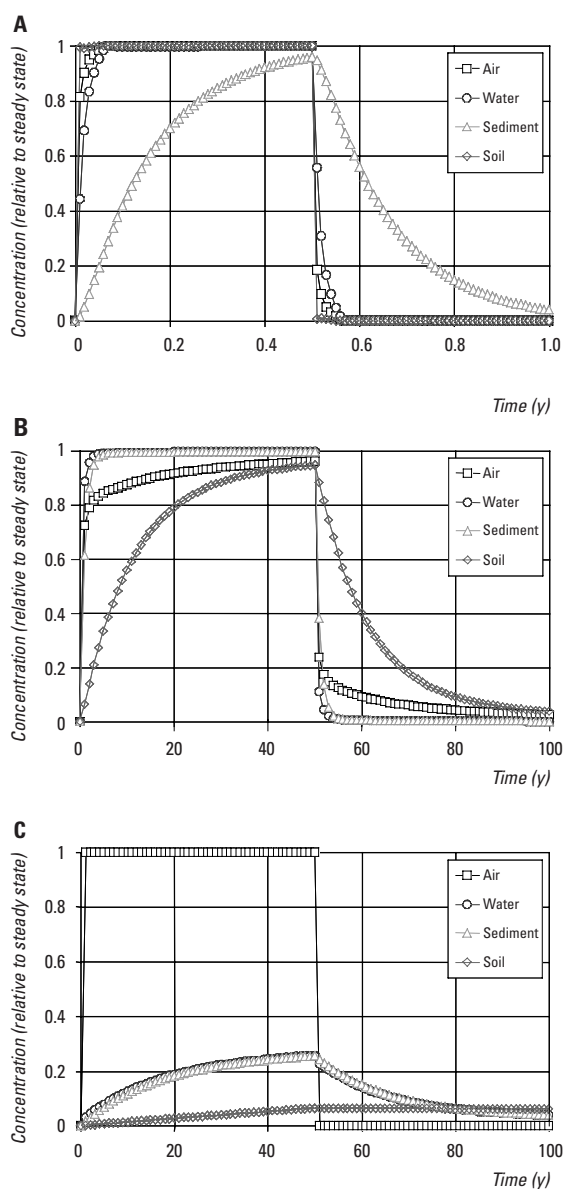 A
Concentration (relative to steady state)
1
0.8
0.6
0.4
0.2
0
Air
Water
Sediment
Soil
0
0.2
0.4
0.6
0.8
1.0
Time (y)
B
Concentration (relative to steady state)
1
0.8
0.6
0.4
0.2
0
Air
Water
Sediment
Soil
0
20
40
60
80
100
Time (y)
C
Concentration (relative to steady state)
1
0.8
0.6
0.4
0.2
0
Air
Water
Sediment
Soil
0
20
40
60
80
100
Time (y)